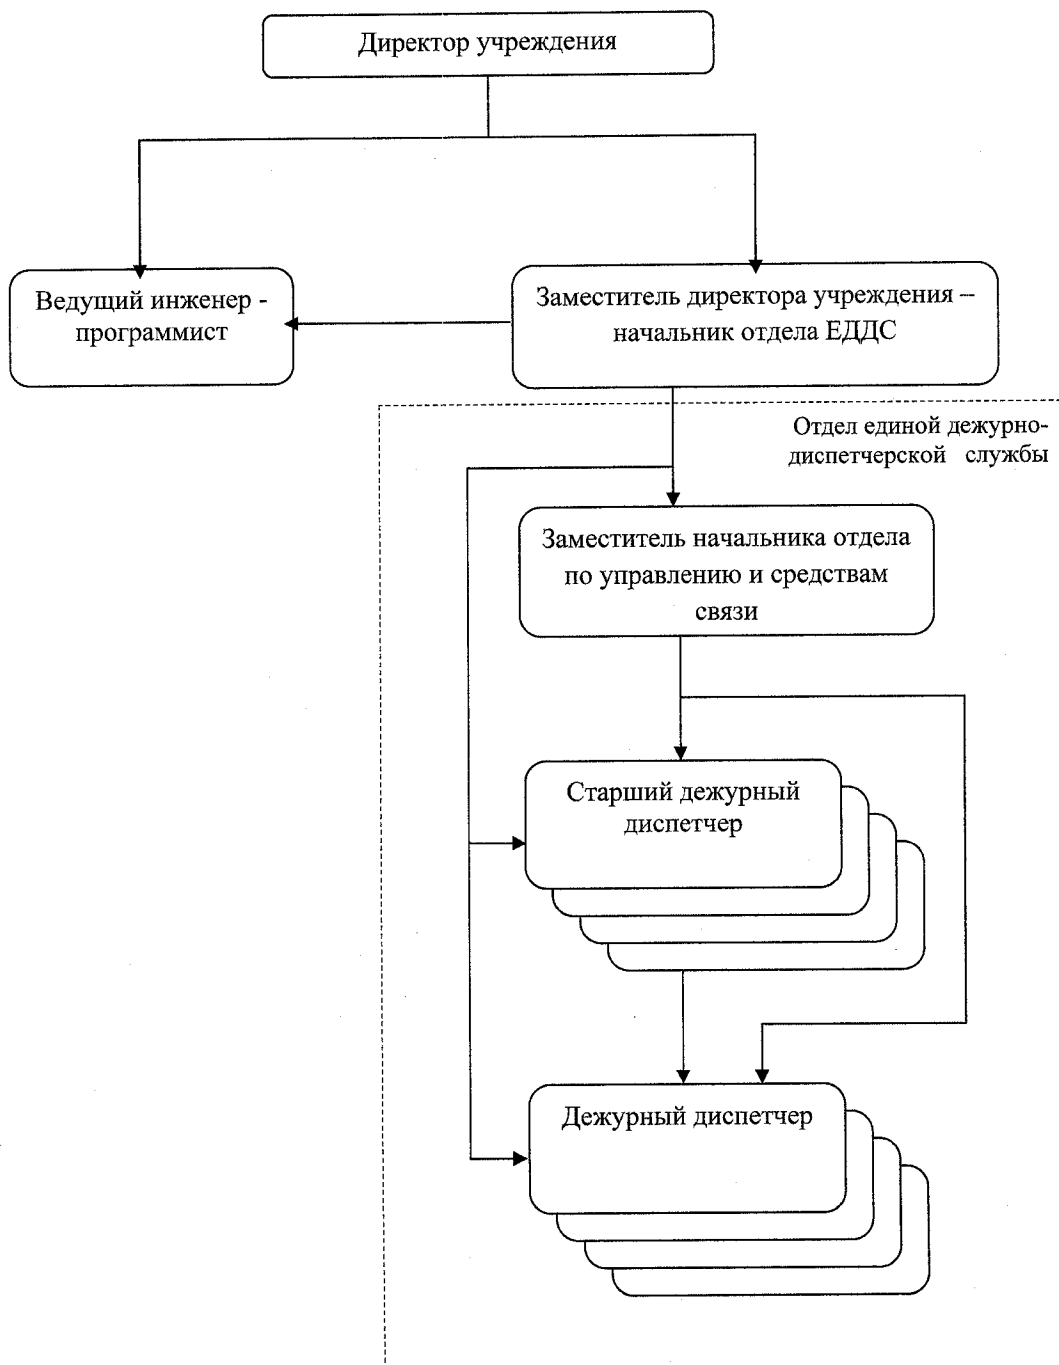 Директор учреждения
Ведущий инженер -
программист
Заместитель директора учреждения –
начальник отдела ЕДДС
Отдел единой дежурно-
диспетчерской службы
Заместитель начальника отдела
по управлению и средствам
связи
Старший дежурный
диспетчер
Дежурный диспетчер